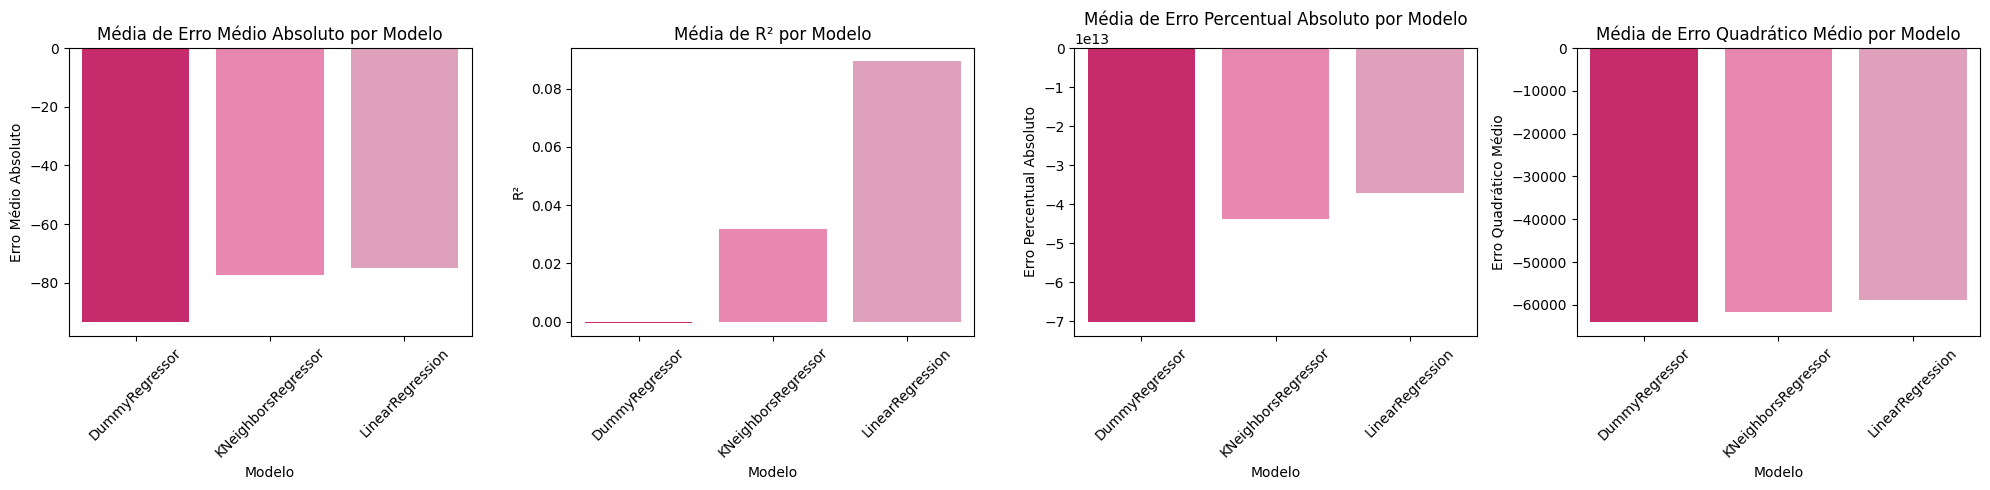 Média de Erro Médio Absoluto por Modelo
Erro Médio Absoluto
0
−20
−40
−60
−80
DummyRegressor
KNeighborsRegressor
LinearRegression
Modelo
Média de R² por Modelo
R²
0.08
0.06
0.04
0.02
0.00
DummyRegressor
KNeighborsRegressor
LinearRegression
Modelo
Média de Erro Percentual Absoluto por Modelo
1e13
Erro Percentual Absoluto
0
−1
−2
−3
−4
−5
−6
−7
DummyRegressor
KNeighborsRegressor
LinearRegression
Modelo
Média de Erro Quadrático Médio por Modelo
Erro Quadrático Médio
0
−10000
−20000
−30000
−40000
−50000
−60000
DummyRegressor
KNeighborsRegressor
LinearRegression
Modelo